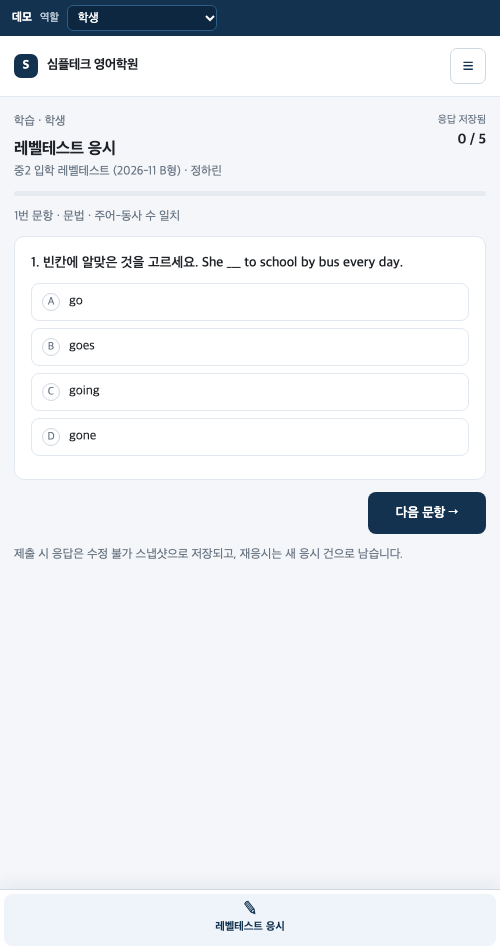 데모 역할 학생
S 심플테크 영어학원
학습 · 학생
응답 저장됨
레벨테스트 응시
0 / 5
중2 입학 레벨테스트 (2026-11 B형) · 정하린
1번 문항 · 문법 · 주어-동사 수 일치
1. 빈칸에 알맞은 것을 고르세요. She __ to school by bus every day.
A go
B goes
C going
D gone
다음 문항 →
제출 시 응답은 수정 불가 스냅샷으로 저장되고, 재응시는 새 응시 건으로 남습니다.
레벨테스트 응시